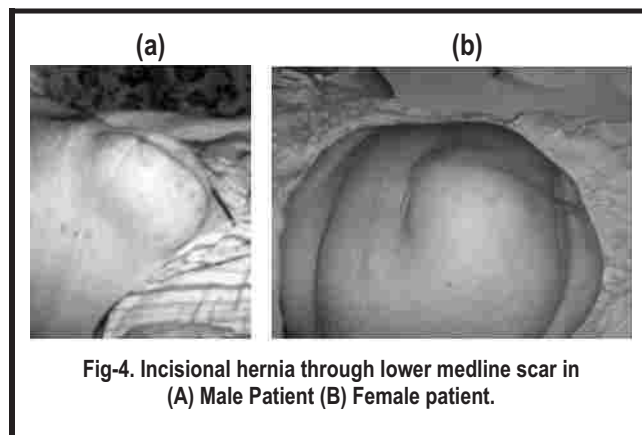 (a) (b)
Fig-4. Incisional hernia through lower medline scar in
(A) Male Patient (B) Female patient.